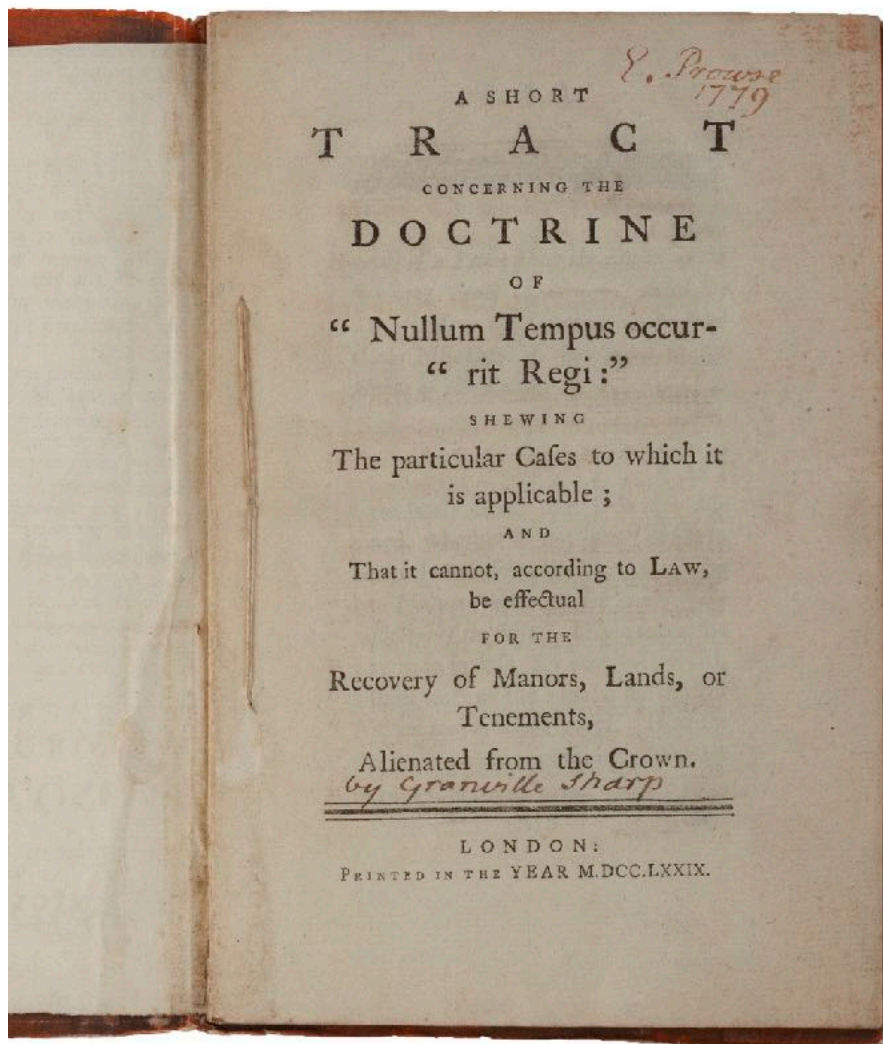 E. Prowse
1779
A SHORT
TRACT
CONCERNING THE
DOCTRINE
OF
“ Nullum Tempus occur-
“ rit Regi:”
SHEWING
The particular Caſes to which it
is applicable ;
AND
That it cannot, according to LAW,
be effectual
FOR THE
Recovery of Manors, Lands, or
Tenements,
Alienated from the Crown.
by Granville Sharp
LONDON:
PRINTED IN THE YEAR M.DCC.LXXIX.